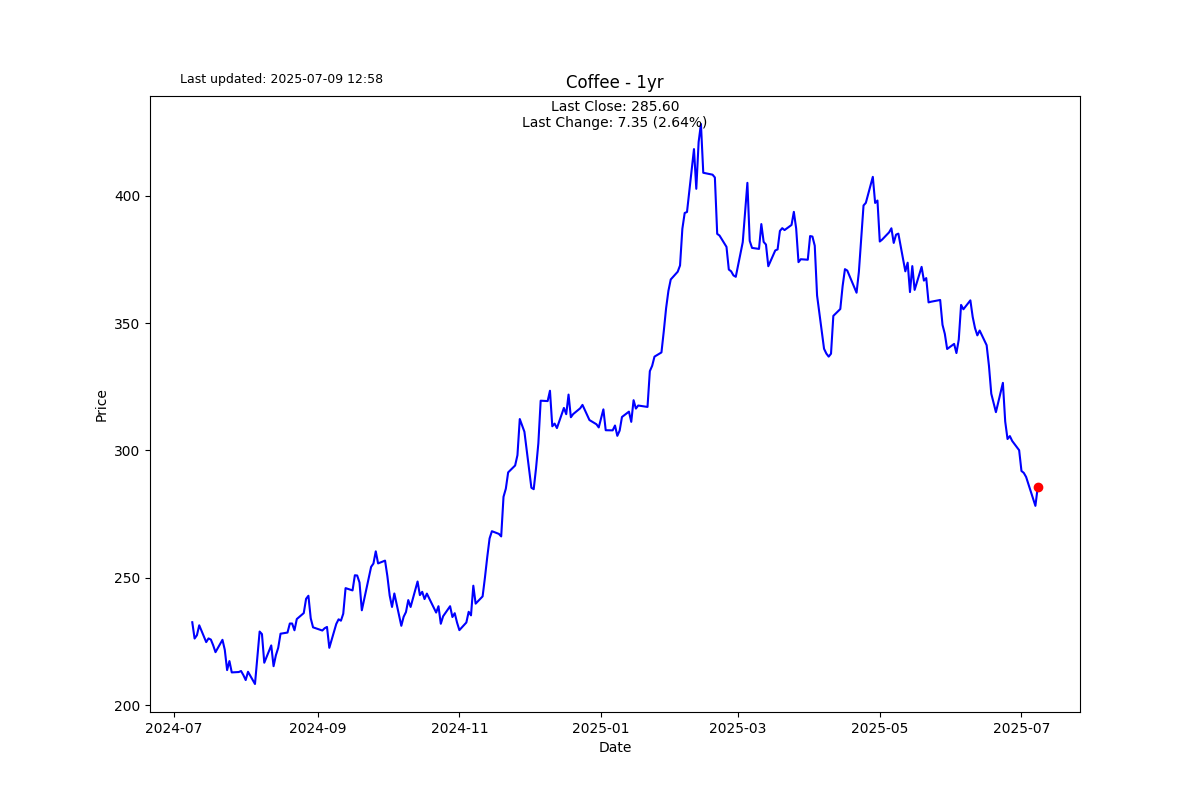 Last updated: 2025-07-09 12:58
Coffee - 1yr
Last Close: 285.60
Last Change: 7.35 (2.64%)
Price
400
350
300
250
200
2024-07
2024-09
2024-11
2025-01
2025-03
2025-05
2025-07
Date